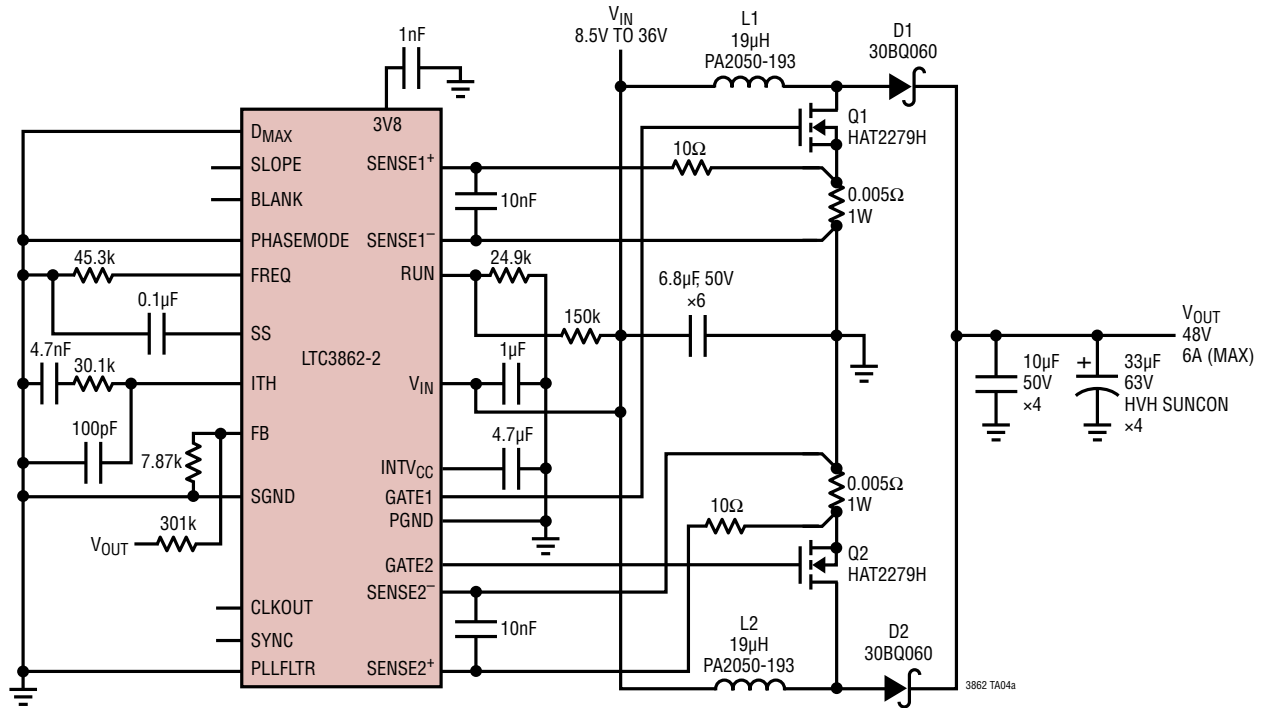 1nF
VIN
8.5V TO 36V
L1
19µH
PA2050-193
D1
30BQ060
DMAX
SLOPE
BLANK
PHASEMODE
FREQ
SS
ITH
FB
SGND
CLKOUT
SYNC
PLLFLTR
3V8
SENSE1+
SENSE1–
RUN
VIN
INTVCC
GATE1
PGND
GATE2
SENSE2–
SENSE2+
LTC3862-2
45.3k
0.1µF
4.7nF
30.1k
100pF
7.87k
301k
VOUT
10nF
24.9k
150k
1µF
4.7µF
10nF
10Ω
Q1
HAT2279H
0.005Ω
1W
6.8µF, 50V
×6
0.005Ω
1W
10Ω
Q2
HAT2279H
L2
19µH
PA2050-193
D2
30BQ060
VOUT
48V
6A (MAX)
10µF
50V
×4
+
33µF
63V
HVH SUNCON
×4
3862 TA04a